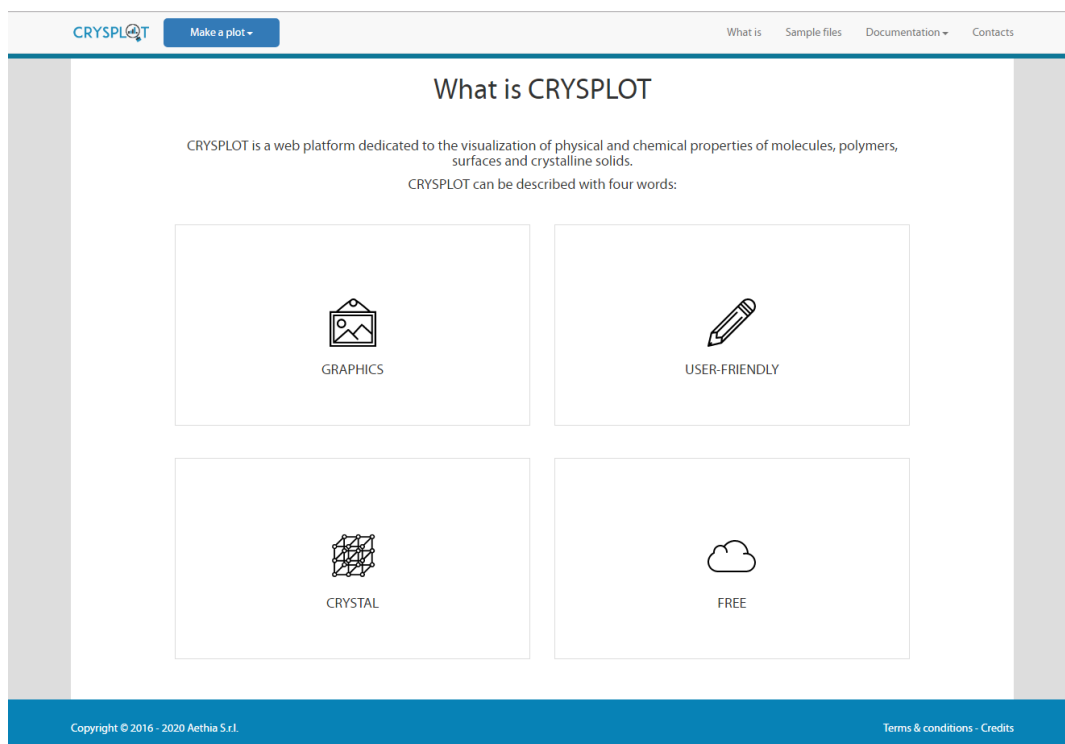 CRYSPLOT Make a plot What is Sample files Documentation Contacts
What is CRYSPLOT
CRYSPLOT is a web platform dedicated to the visualization of physical and chemical properties of molecules, polymers,
surfaces and crystalline solids.
CRYSPLOT can be described with four words:
GRAPHICS
USER-FRIENDLY
CRYSTAL
FREE
Copyright © 2016 - 2020 Aethia S.r.l. Terms & conditions - Credits